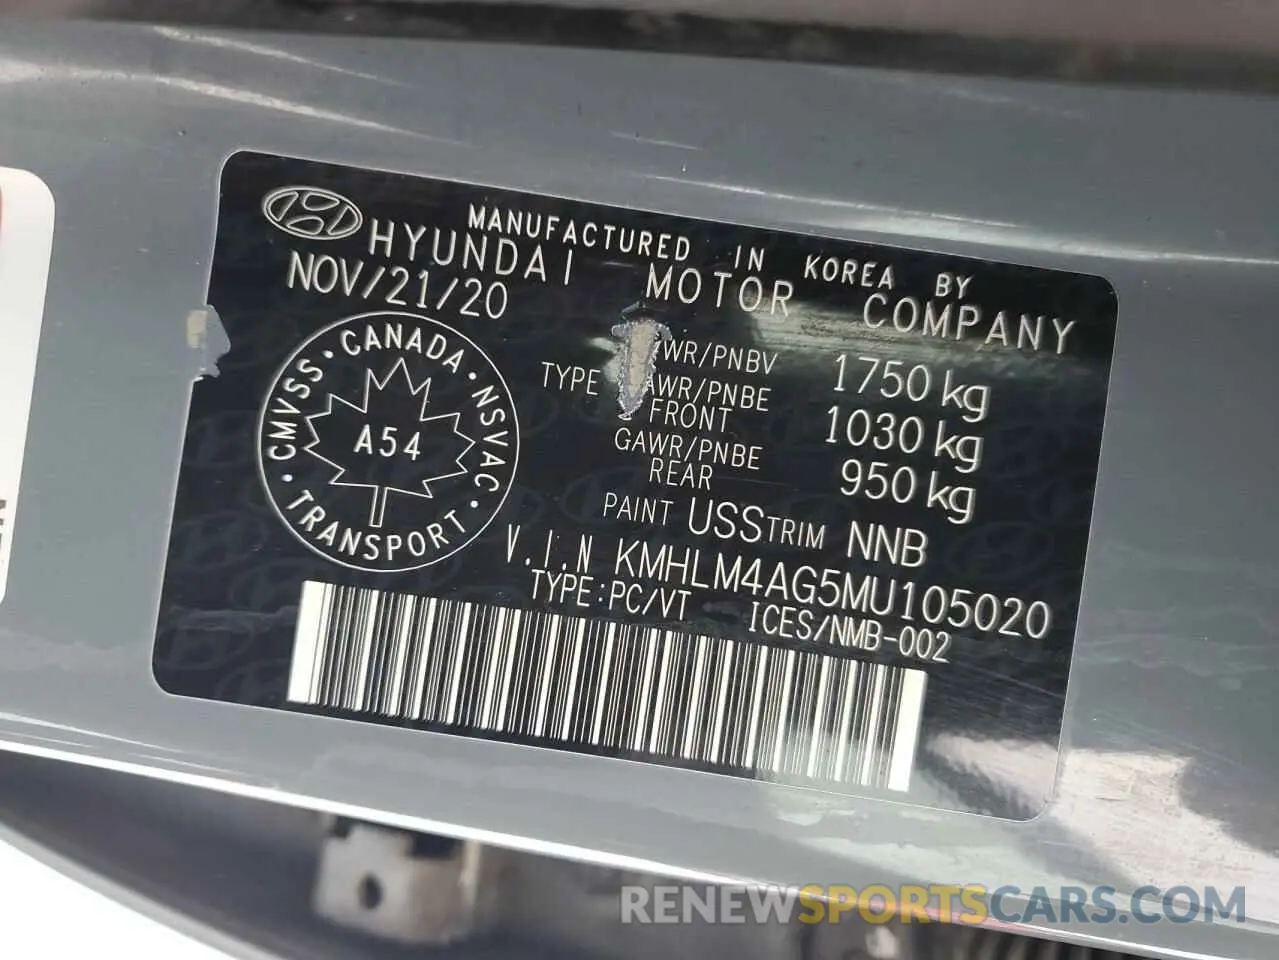 MANUFACTURED IN KOREA BY
HYUNDAI MOTOR COMPANY
NOV/21/20
CMVSS · CANADA · NSVAC · TRANSPORT ·
A54
TYPE
/PNBV 1750 kg
/PNBE 1030 kg
FRONT
GAWR/PNBE 950 kg
REAR
PAINT USS TRIM NNB
V.I.N KMHLM4AG5MU105020
TYPE:PC/VT ICES/NMB-002
RENEWSPORTSCARS.COM